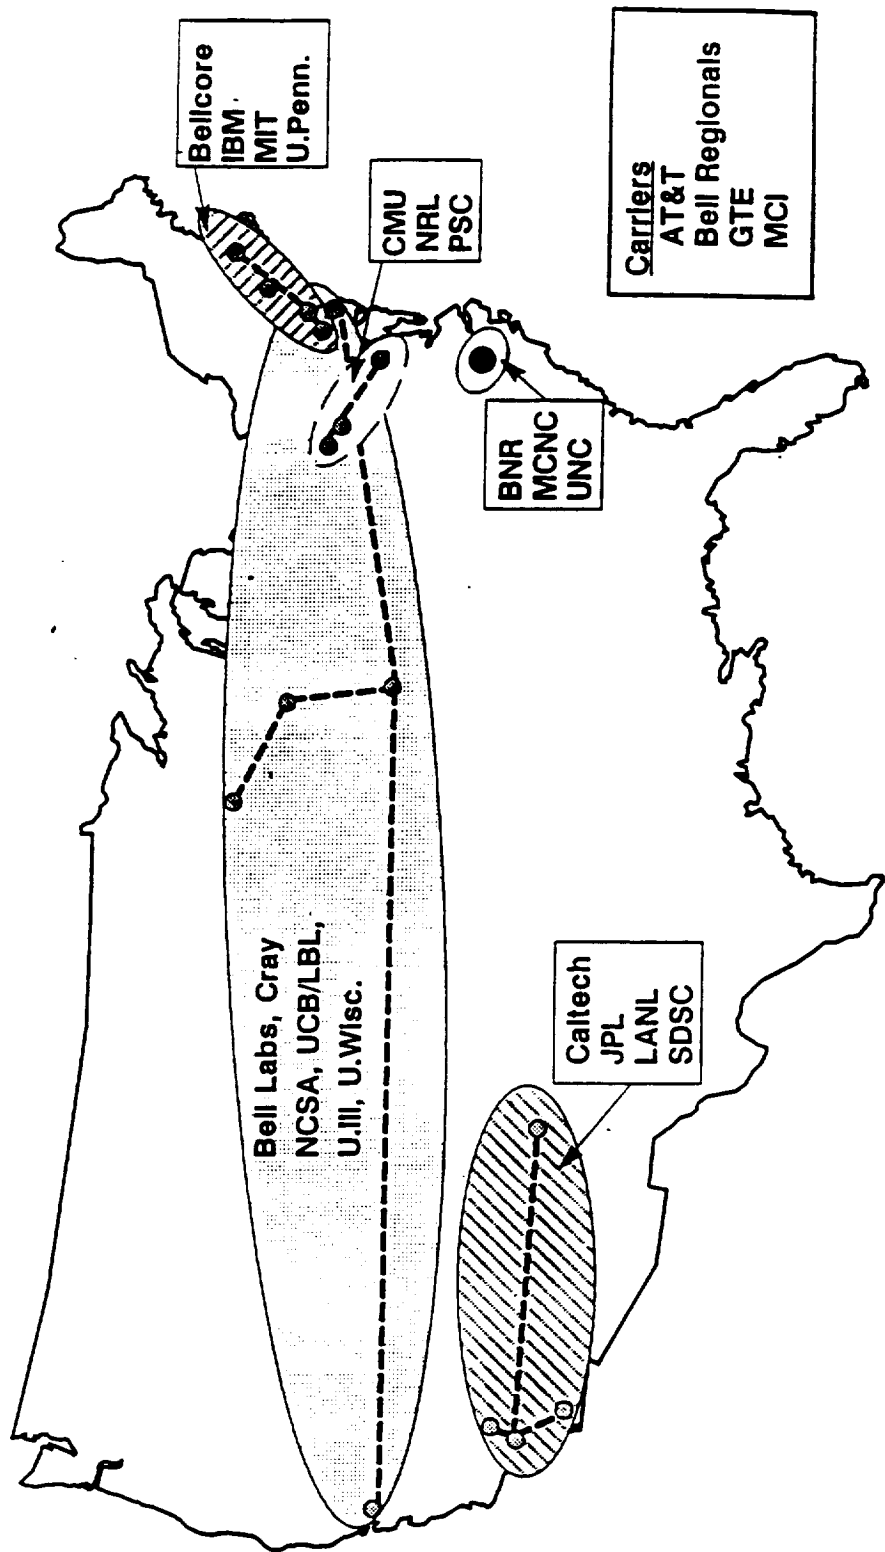 Bellcore
IBM
MIT
U.Penn.
CMU
NRL
PSC
Bell Labs, Cray
NCSA, UCB/LBL,
U.Ill, U.Wisc.
BNR
MCNC
UNC
Caltech
JPL
LANL
SDSC
Carriers
AT&T
Bell Regionals
GTE
MCI